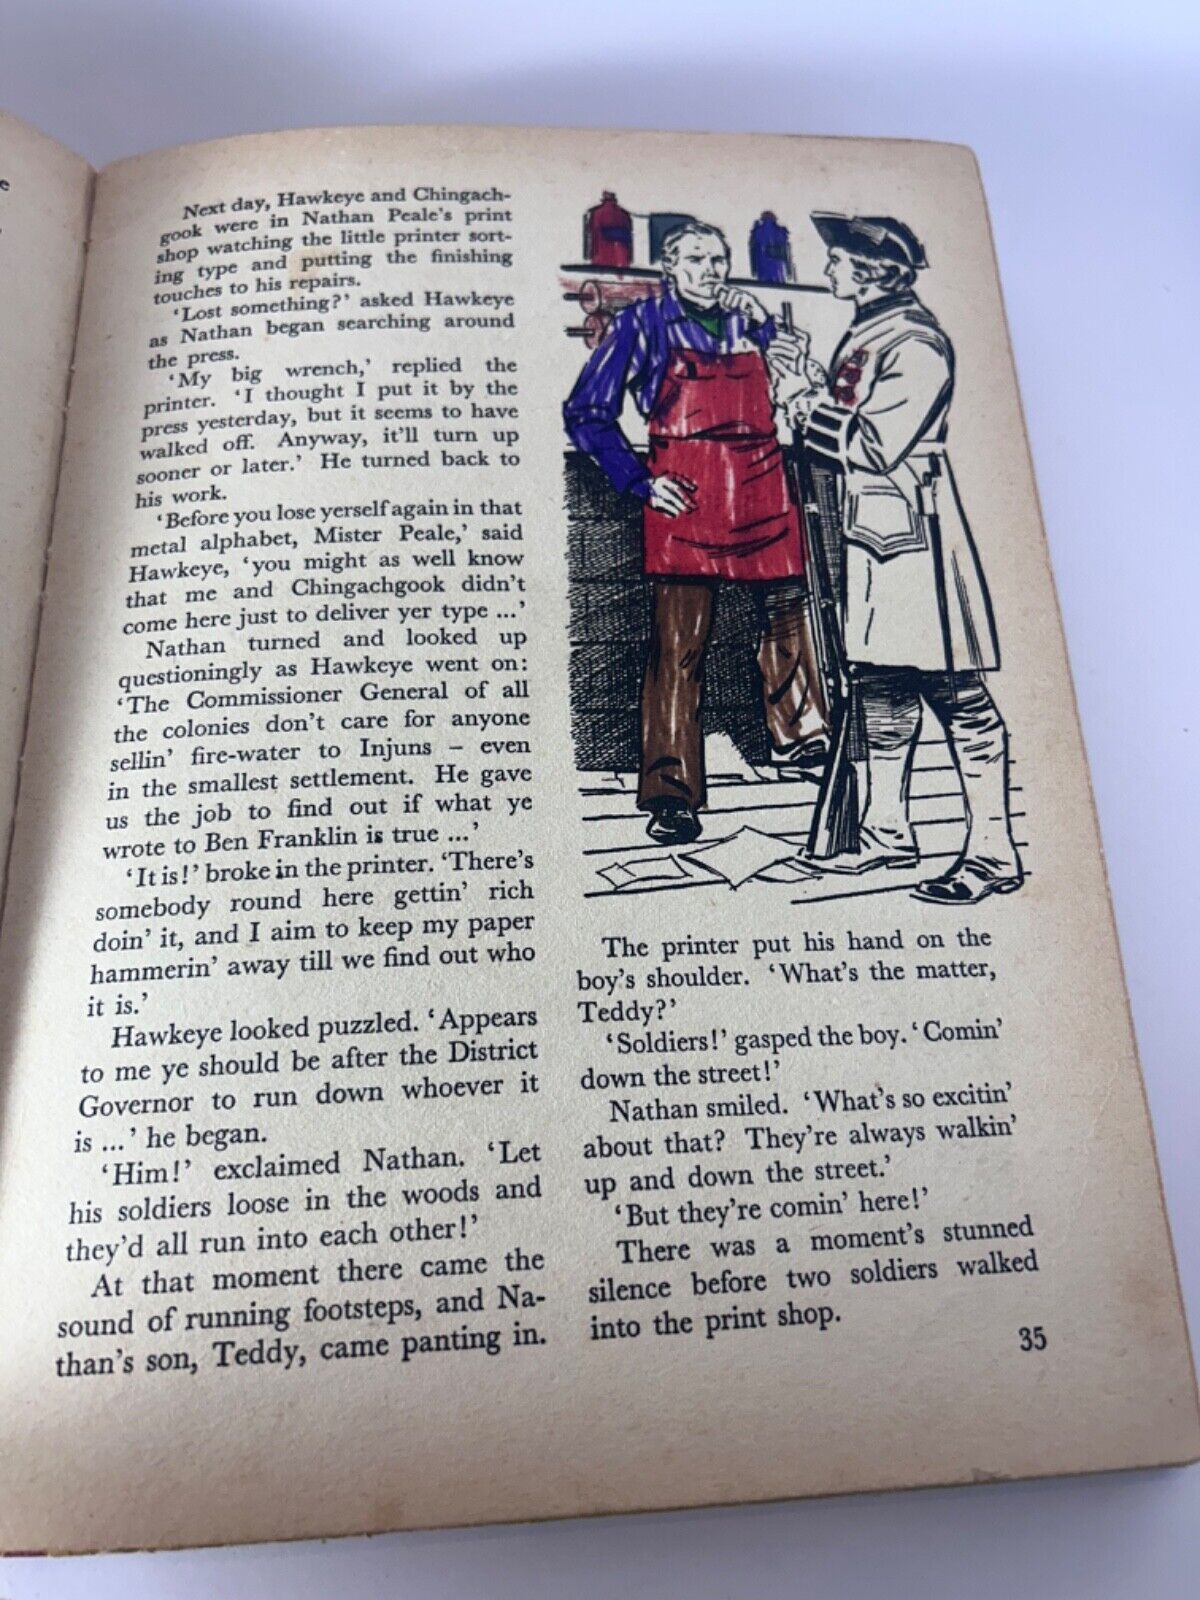 e
Next day, Hawkeye and Chingach-
gook were in Nathan Peale's print
shop watching the little printer sort-
ing type and putting the finishing
touches to his repairs.
'Lost something?' asked Hawkeye
as Nathan began searching around
the press.
'My big wrench,' replied the
printer. 'I thought I put it by the
press yesterday, but it seems to have
walked off. Anyway, it'll turn up
sooner or later.' He turned back to
his work.
'Before you lose yerself again in that
metal alphabet, Mister Peale,' said
Hawkeye, 'you might as well know
that me and Chingachgook didn't
come here just to deliver yer type ...'
Nathan turned and looked up
questioningly as Hawkeye went on:
'The Commissioner General of all
the colonies don't care for anyone
sellin' fire-water to Injuns – even
in the smallest settlement. He gave
us the job to find out if what ye
wrote to Ben Franklin is true ...'
'It is!' broke in the printer. 'There's
somebody round here gettin' rich
doin' it, and I aim to keep my paper
hammerin' away till we find out who
it is.'
Hawkeye looked puzzled. 'Appears
to me ye should be after the District
Governor to run down whoever it
is ...' he began.
'Him!' exclaimed Nathan. 'Let
his soldiers loose in the woods and
they'd all run into each other!'
At that moment there came the
sound of running footsteps, and Na-
than's son, Teddy, came panting in.
The printer put his hand on the
boy's shoulder. 'What's the matter,
Teddy?'
'Soldiers!' gasped the boy. 'Comin'
down the street!'
Nathan smiled. 'What's so excitin'
about that? They're always walkin'
up and down the street.'
'But they're comin' here!'
There was a moment's stunned
silence before two soldiers walked
into the print shop.
35